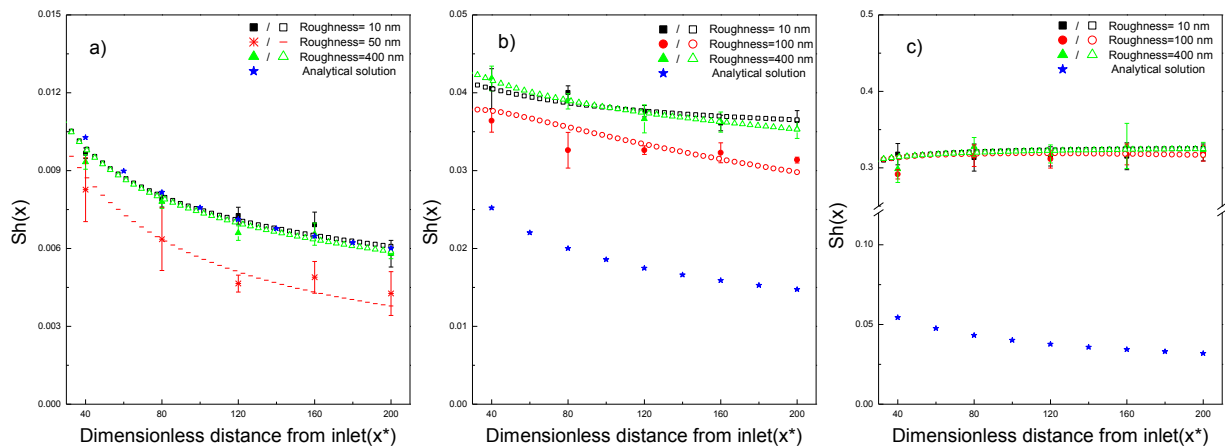 a)
/ Roughness= 10 nm
/ Roughness= 50 nm
/ Roughness=400 nm
Analytical solution
Sh(x)
0.015
0.012
0.009
0.006
0.003
0.000
40 80 120 160 200
Dimensionless distance from inlet(x*)
b)
/ Roughness= 10 nm
/ Roughness=100 nm
/ Roughness=400 nm
Analytical solution
Sh(x)
0.05
0.04
0.03
0.02
0.01
0.00
40 80 120 160 200
Dimensionless distance from inlet(x*)
c)
/ Roughness= 10 nm
/ Roughness=100 nm
/ Roughness=400 nm
Analytical solution
Sh(x)
0.5
0.4
0.3
0.10
0.05
0.00
40 80 120 160 200
Dimensionless distance from inlet(x*)